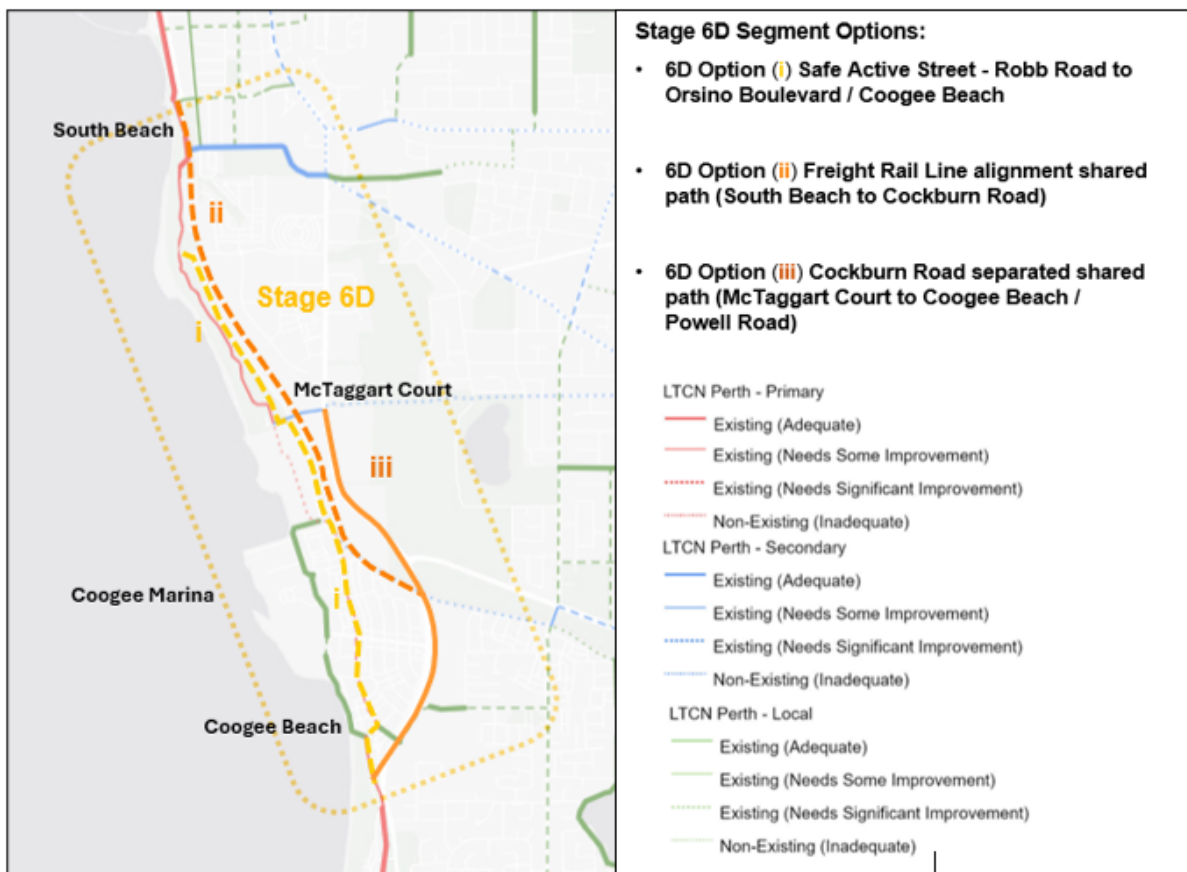 South Beach
ii
Stage 6D
i
McTaggart Court
iii
Coogee Marina
i
Coogee Beach
Stage 6D Segment Options:
• 6D Option (i) Safe Active Street - Robb Road to
Orsino Boulevard / Coogee Beach
• 6D Option (ii) Freight Rail Line alignment shared
path (South Beach to Cockburn Road)
• 6D Option (iii) Cockburn Road separated shared
path (McTaggart Court to Coogee Beach /
Powell Road)
LTCN Perth - Primary
Existing (Adequate)
Existing (Needs Some Improvement)
Existing (Needs Significant Improvement)
Non-Existing (Inadequate)
LTCN Perth - Secondary
Existing (Adequate)
Existing (Needs Some Improvement)
Existing (Needs Significant Improvement)
Non-Existing (Inadequate)
LTCN Perth - Local
Existing (Adequate)
Existing (Needs Some Improvement)
Existing (Needs Significant Improvement)
Non-Existing (Inadequate)